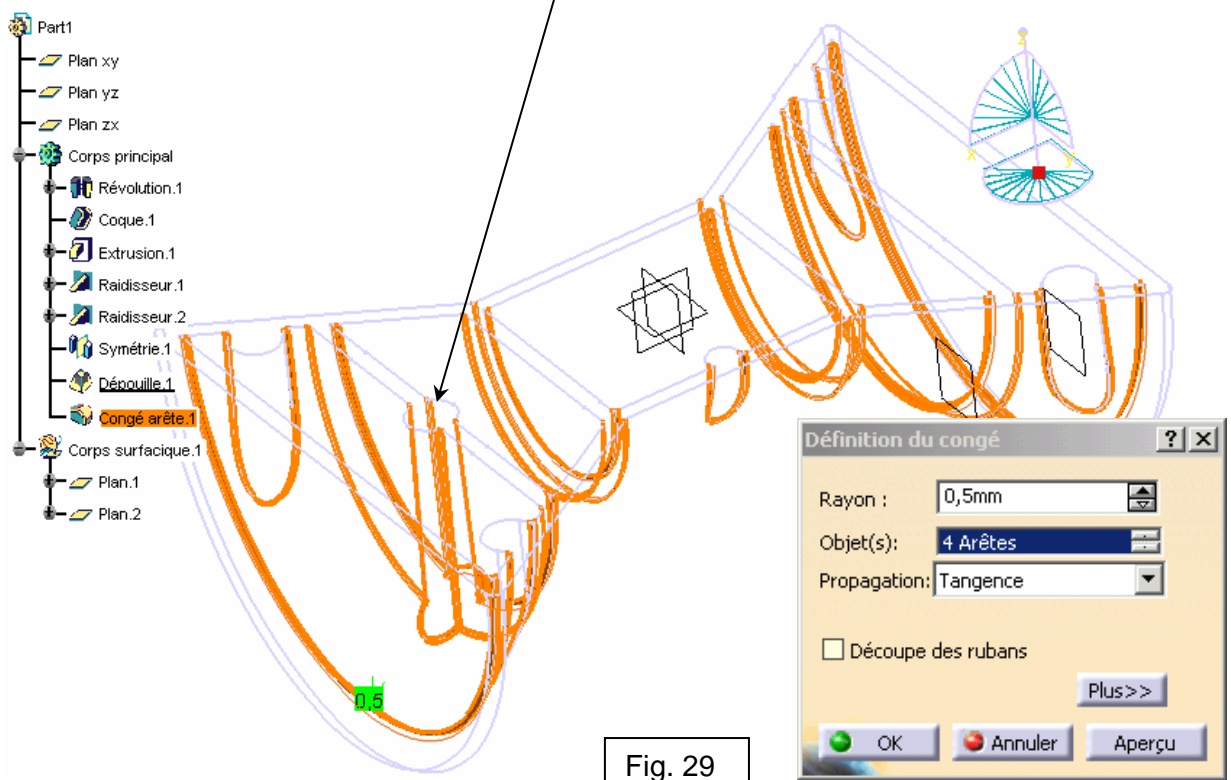 Part1
Plan xy
Plan yz
Plan zx
Corps principal
Révolution.1
Coque.1
Extrusion.1
Raidisseur.1
Raidisseur.2
Symétrie.1
Dépouille.1
Congé arête.1
Corps surfacique.1
Plan.1
Plan.2
z
x
y
0,5
Définition du congé
Rayon :
0,5mm
Objet(s):
4 Arêtes
Propagation:
Tangence
Découpe des rubans
Plus>>
OK
Annuler
Aperçu
Fig. 29